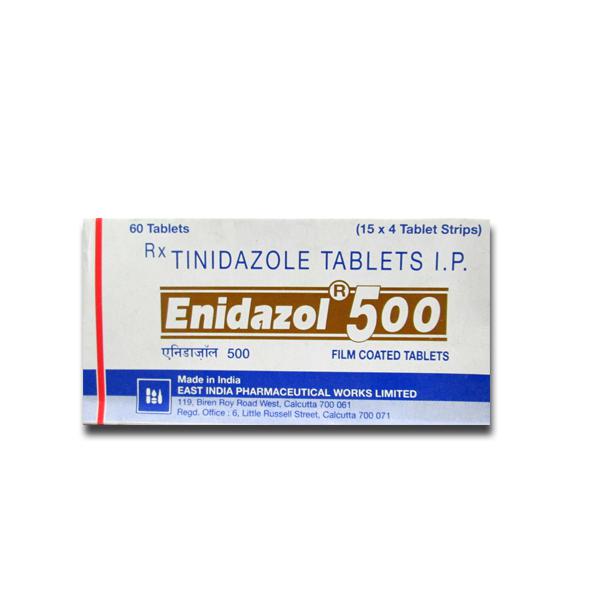 60 Tablets (15 x 4 Tablet Strips)
Rx TINIDAZOLE TABLETS I.P.
Enidazol® 500
एनिडाज़ॉल 500 FILM COATED TABLETS
Made in India
EAST INDIA PHARMACEUTICAL WORKS LIMITED
119, Biren Roy Road West, Calcutta 700 061
Regd. Office : 6, Little Russell Street, Calcutta 700 071